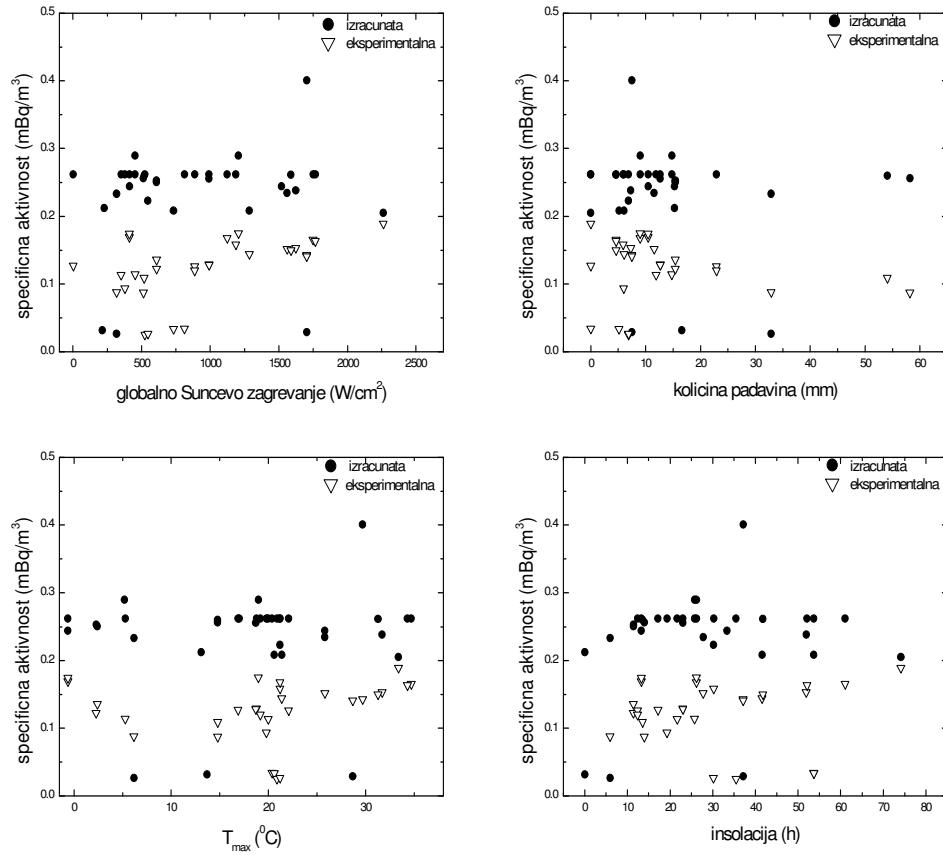 0.5
0.4
0.3
0.2
0.1
0.0
specificna aktivnost (mBq/m³)
izracunata
eksperimentalna
0 500 1000 1500 2000 2500
globalno Suncevo zagrevanje (W/cm²)
0.5
0.4
0.3
0.2
0.1
0.0
specificna aktivnost (mBq/m³)
izracunata
eksperimentalna
0 10 20 30 40 50 60
kolicina padavina (mm)
0.5
0.4
0.3
0.2
0.1
0.0
specificna aktivnost (mBq/m³)
izracunata
eksperimentalna
0 10 20 30
T_max (⁰C)
0.5
0.4
0.3
0.2
0.1
0.0
specificna aktivnost (mBq/m³)
izracunata
eksperimentalna
0 10 20 30 40 50 60 70 80
insolacija (h)